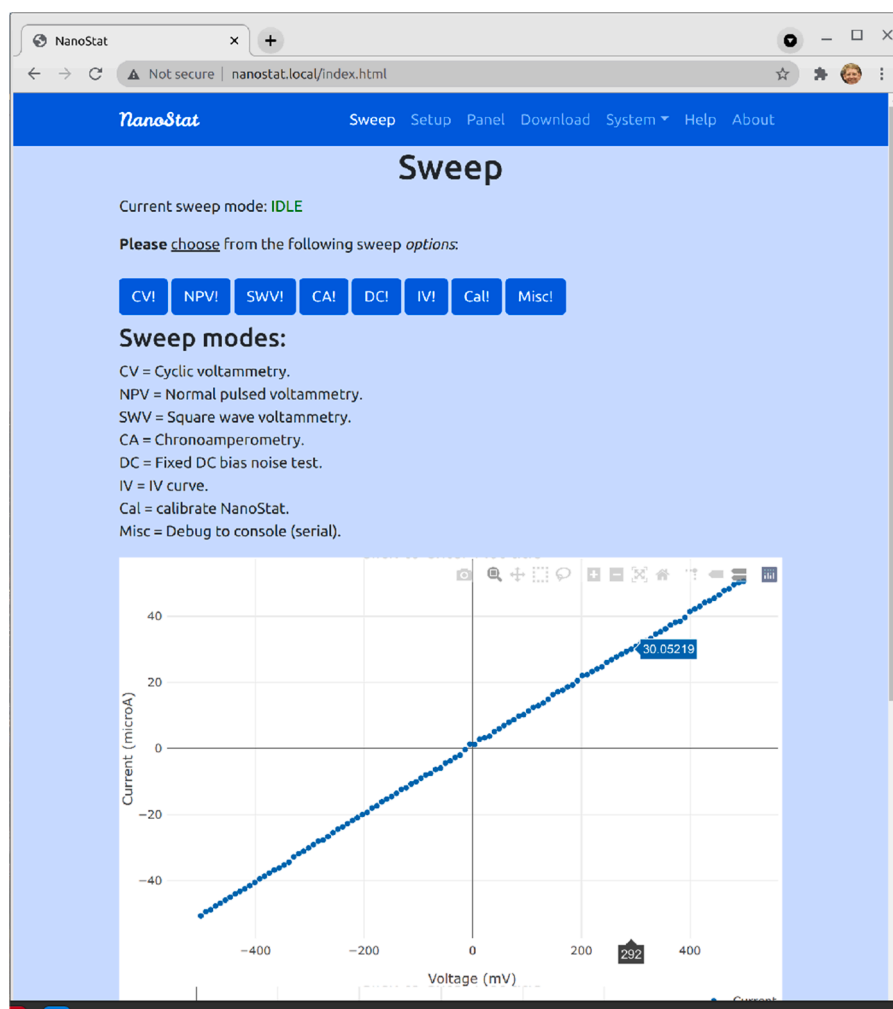 NanoStat
Not secure | nanostat.local/index.html
NanoStat Sweep Setup Panel Download System Help About
Sweep
Current sweep mode: IDLE
Please choose from the following sweep options:
CV! NPV! SWV! CA! DC! IV! Cal! Misc!
Sweep modes:
CV = Cyclic voltammetry.
NPV = Normal pulsed voltammetry.
SWV = Square wave voltammetry.
CA = Chronoamperometry.
DC = Fixed DC bias noise test.
IV = IV curve.
Cal = calibrate NanoStat.
Misc = Debug to console (serial).
40
30.05219
20
0
−20
−40
Current (microA)
−400 −200 0 200 292 400
Voltage (mV)
Current